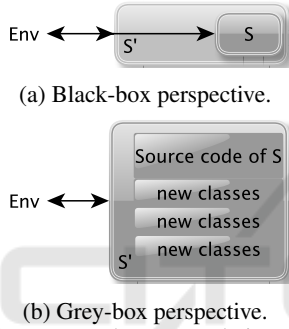 Env
S'
S
(a) Black-box perspective.
Source code of S
new classes
Env
new classes
new classes
S'
(b) Grey-box perspective.